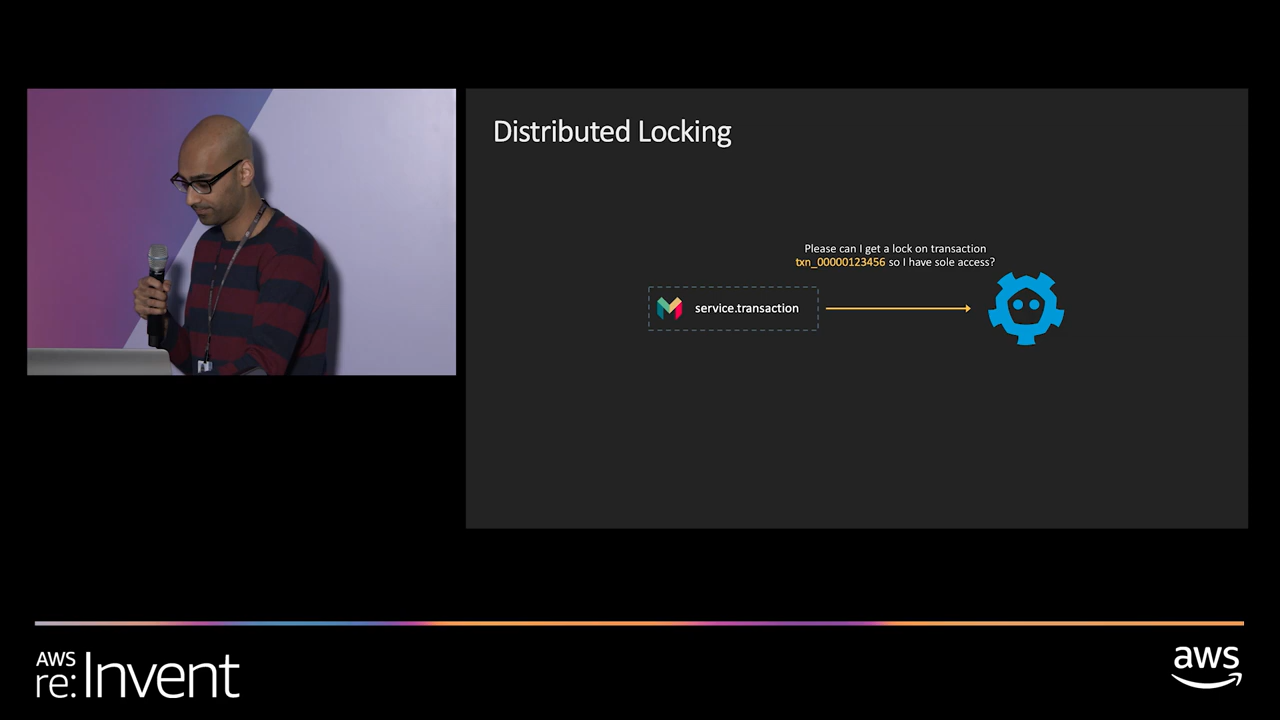 Distributed Locking
Please can I get a lock on transaction
txn_00000123456 so I have sole access?
service.transaction
AWS
re:Invent
aws